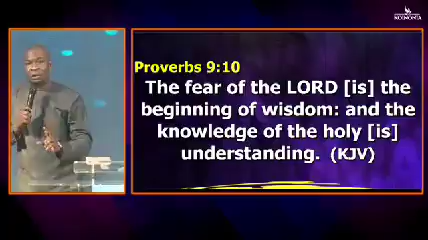 KOINONIA
Proverbs 9:10
The fear of the LORD [is] the
beginning of wisdom: and the
knowledge of the holy [is]
understanding. (KJV)